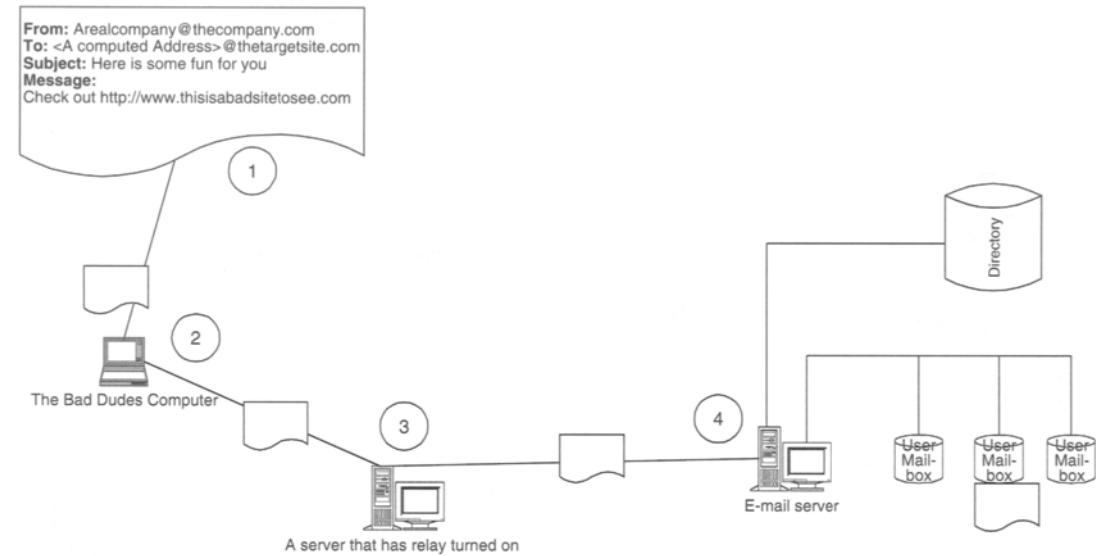 From: Arealcompany@thecompany.com
To: <A computed Address>@thetargetsite.com
Subject: Here is some fun for you
Message:
Check out http://www.thisisabadsitetosee.com
1
2
The Bad Dudes Computer
3
A server that has relay turned on
4
E-mail server
Directory
User
Mail-
box
User
Mail-
box
User
Mail-
box